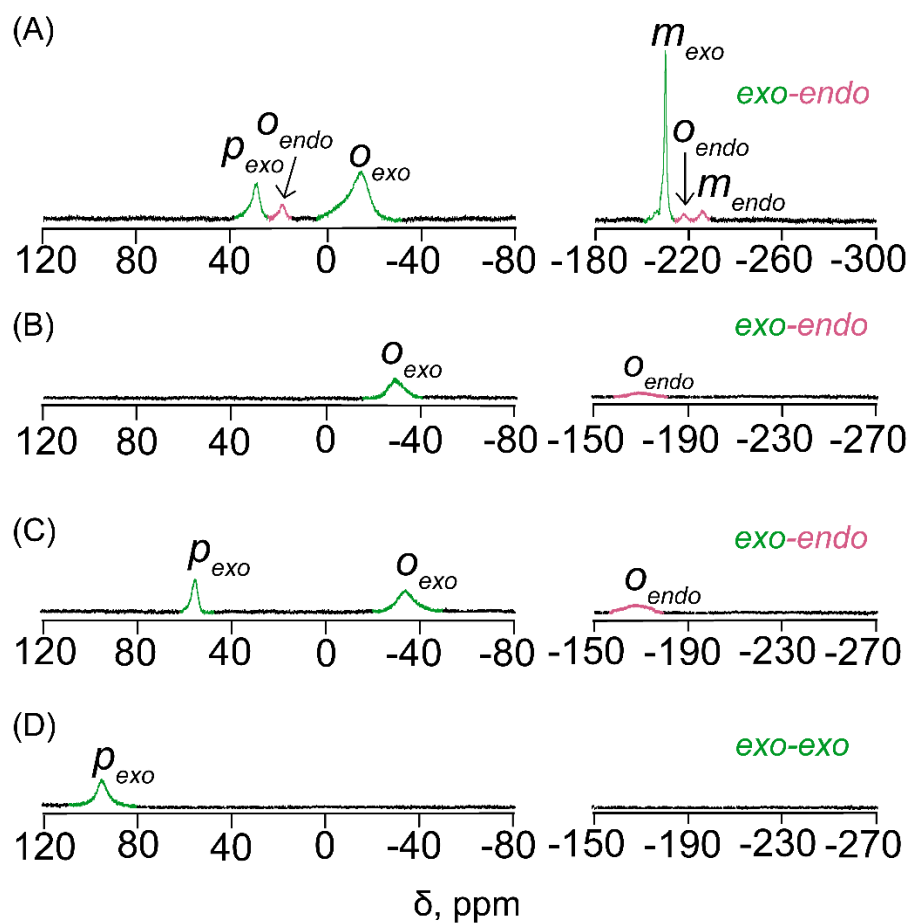 (A)
m exo
exo-endo
p exo
o endo
o exo
o endo
m endo
120 80 40 0 -40 -80 -180 -220 -260 -300
(B)
exo-endo
o exo
o endo
120 80 40 0 -40 -80 -150 -190 -230 -270
(C)
exo-endo
p exo
o exo
o endo
120 80 40 0 -40 -80 -150 -190 -230 -270
(D)
exo-exo
p exo
120 80 40 0 -40 -80 -150 -190 -230 -270
δ, ppm